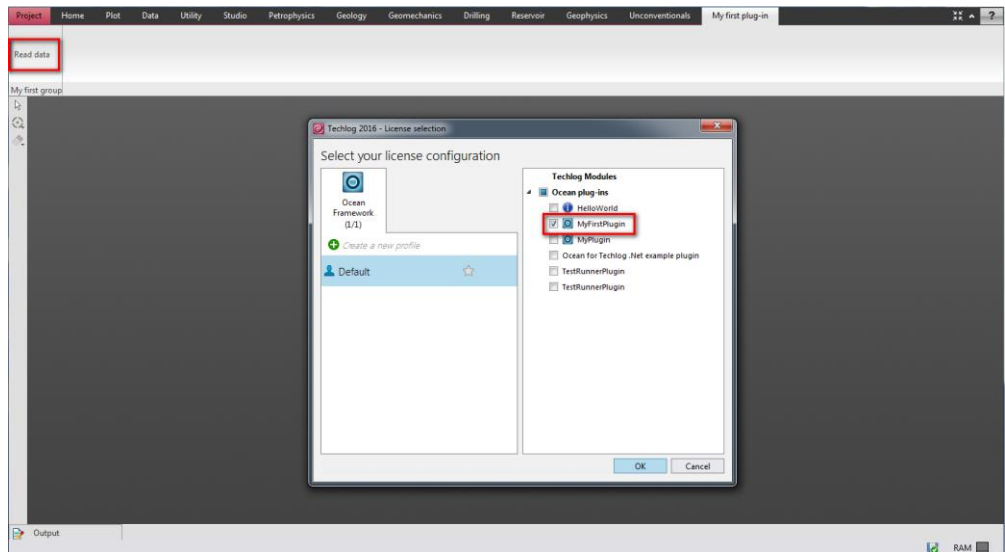 Project Home Plot Data Utility Studio Petrophysics Geology Geomechanics Drilling Reservoir Geophysics Unconventionals My first plug-in ?
Read data
My first group
Techlog 2016 - License selection
Select your license configuration
Ocean
Framework
(1/1)
Create a new profile
Default
Techlog Modules
Ocean plug-ins
HelloWorld
MyFirstPlugin
MyPlugin
Ocean for Techlog .Net example plugin
TestRunnerPlugin
TestRunnerPlugin
OK Cancel
Output
RAM